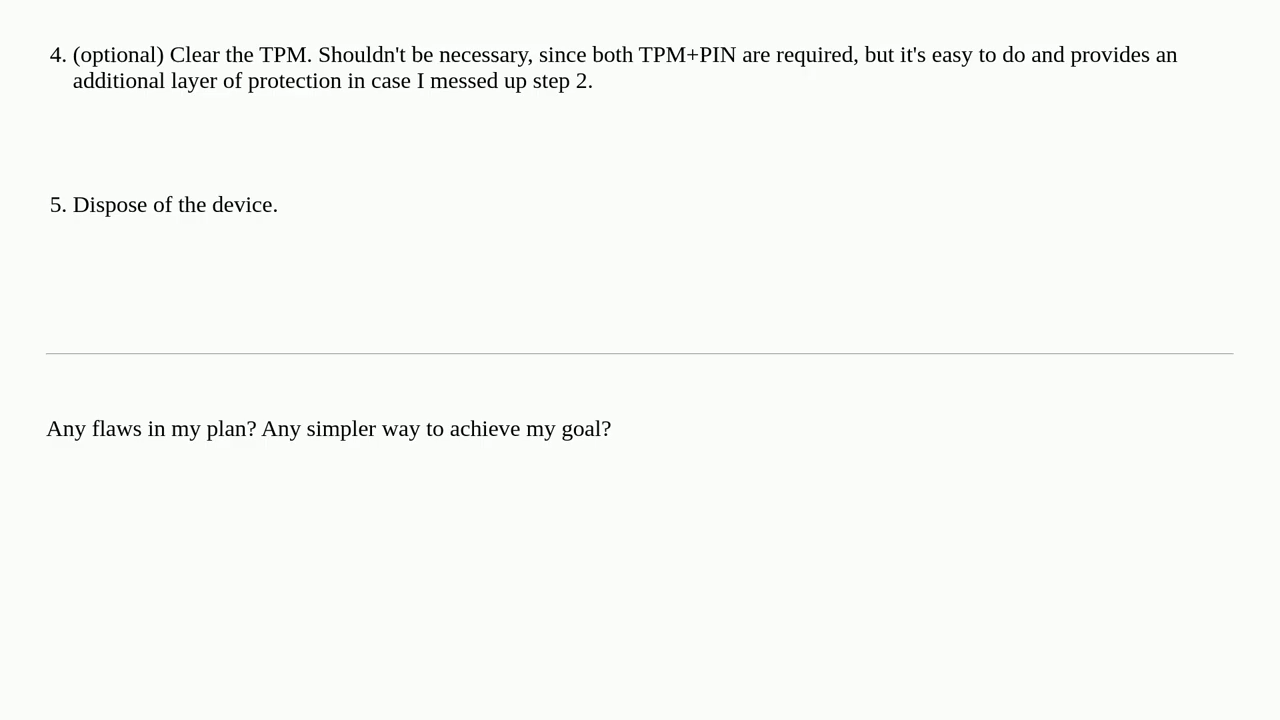 4. (optional) Clear the TPM. Shouldn't be necessary, since both TPM+PIN are required, but it's easy to do and provides an
additional layer of protection in case I messed up step 2.
5. Dispose of the device.
Any flaws in my plan? Any simpler way to achieve my goal?